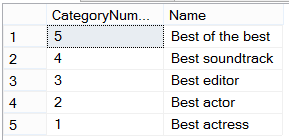 CategoryNum... Name
1 5 Best of the best
2 4 Best soundtrack
3 3 Best editor
4 2 Best actor
5 1 Best actress